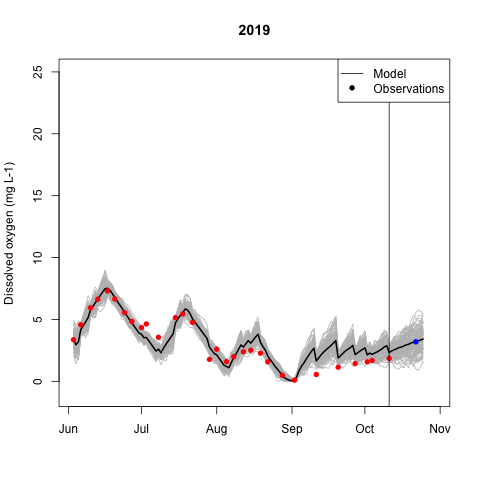 2019
Dissolved oxygen (mg L-1)
25
20
15
10
5
0
Model
Observations
Jun Jul Aug Sep Oct Nov